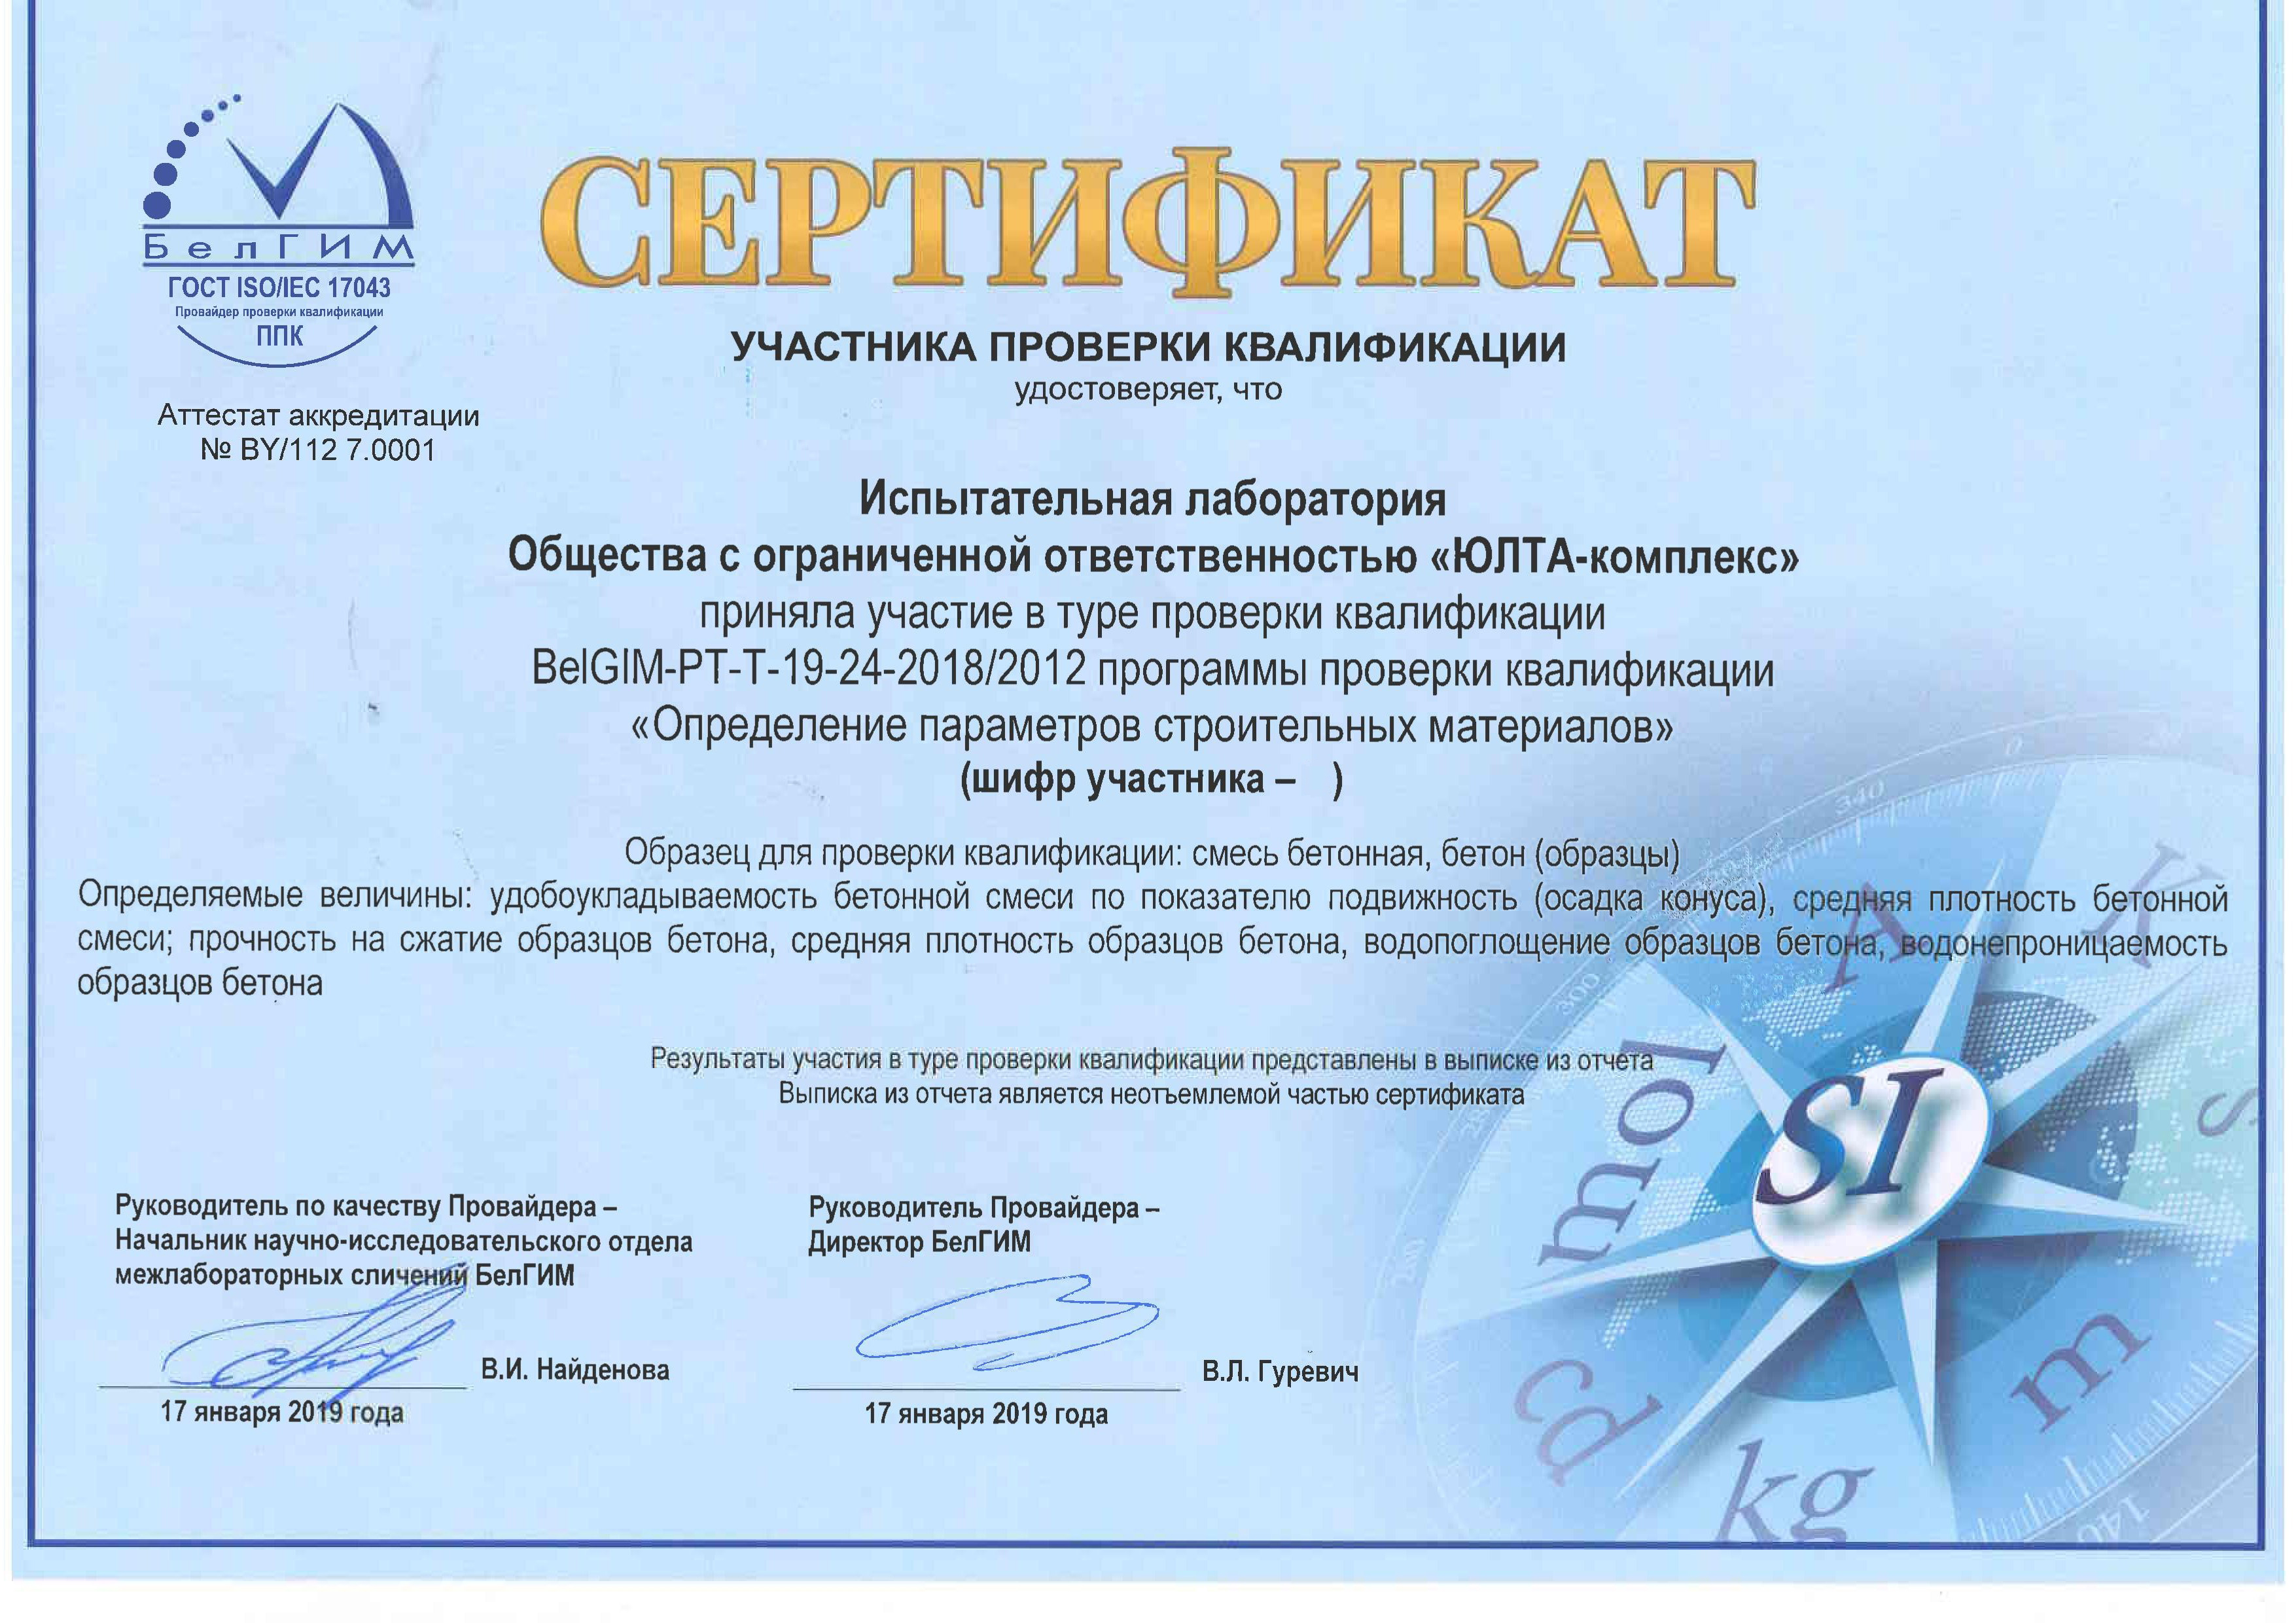 БелГИМ
ГОСТ ISO/IEC 17043
Провайдер проверки квалификации
ППК
Аттестат аккредитации
№ BY/112 7.0001
СЕРТИФИКАТ
УЧАСТНИКА ПРОВЕРКИ КВАЛИФИКАЦИИ
удостоверяет, что
Испытательная лаборатория
Общества с ограниченной ответственностью «ЮЛТА-комплекс»
приняла участие в туре проверки квалификации
BelGIM-PT-T-19-24-2018/2012 программы проверки квалификации
«Определение параметров строительных материалов»
(шифр участника – )
Образец для проверки квалификации: смесь бетонная, бетон (образцы)
Определяемые величины: удобоукладываемость бетонной смеси по показателю подвижность (осадка конуса), средняя плотность бетонной
смеси; прочность на сжатие образцов бетона, средняя плотность образцов бетона, водопоглощение образцов бетона, водонепроницаемость
образцов бетона
Результаты участия в туре проверки квалификации представлены в выписке из отчета
Выписка из отчета является неотъемлемой частью сертификата
Руководитель по качеству Провайдера –
Начальник научно-исследовательского отдела
межлабораторных сличений БелГИМ
В.И. Найденова
17 января 2019 года
Руководитель Провайдера –
Директор БелГИМ
В.Л. Гуревич
17 января 2019 года
0
340
300
A
K
mol
SI
s
cd
m
kg
140